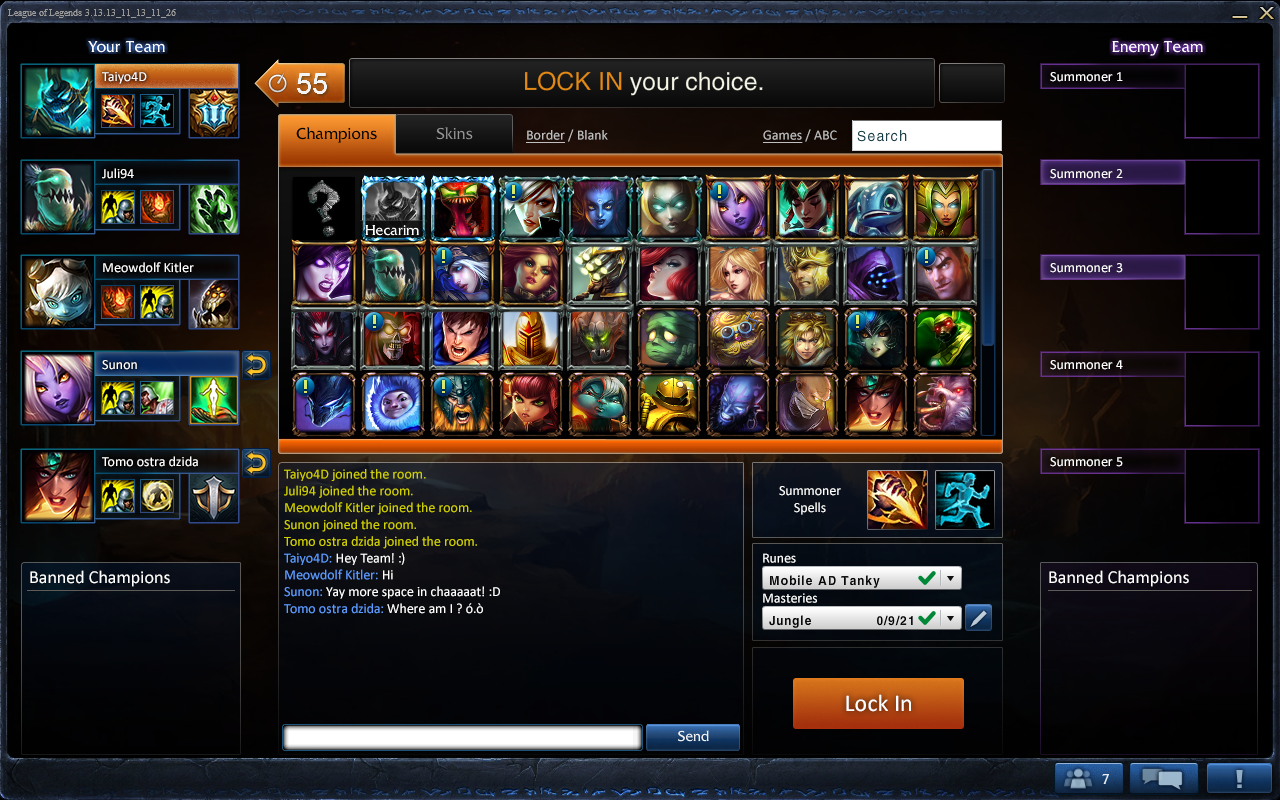 League of Legends 3.13.13_11_13_11_26
Your Team
Taiyo4D
Juli94
Meowdolf Kitler
Sunon
Tomo ostra dzida
Banned Champions
55
LOCK IN your choice.
Champions
Skins
Border / Blank
Games / ABC
Search
Hecarim
Taiyo4D joined the room.
Juli94 joined the room.
Meowdolf Kitler joined the room.
Sunon joined the room.
Tomo ostra dzida joined the room.
Taiyo4D: Hey Team! :)
Meowdolf Kitler: Hi
Sunon: Yay more space in chaaaaat! :D
Tomo ostra dzida: Where am I ? ó.ò
Send
Summoner
Spells
Runes
Mobile AD Tanky
Masteries
Jungle 0/9/21
Lock In
Enemy Team
Summoner 1
Summoner 2
Summoner 3
Summoner 4
Summoner 5
Banned Champions
7